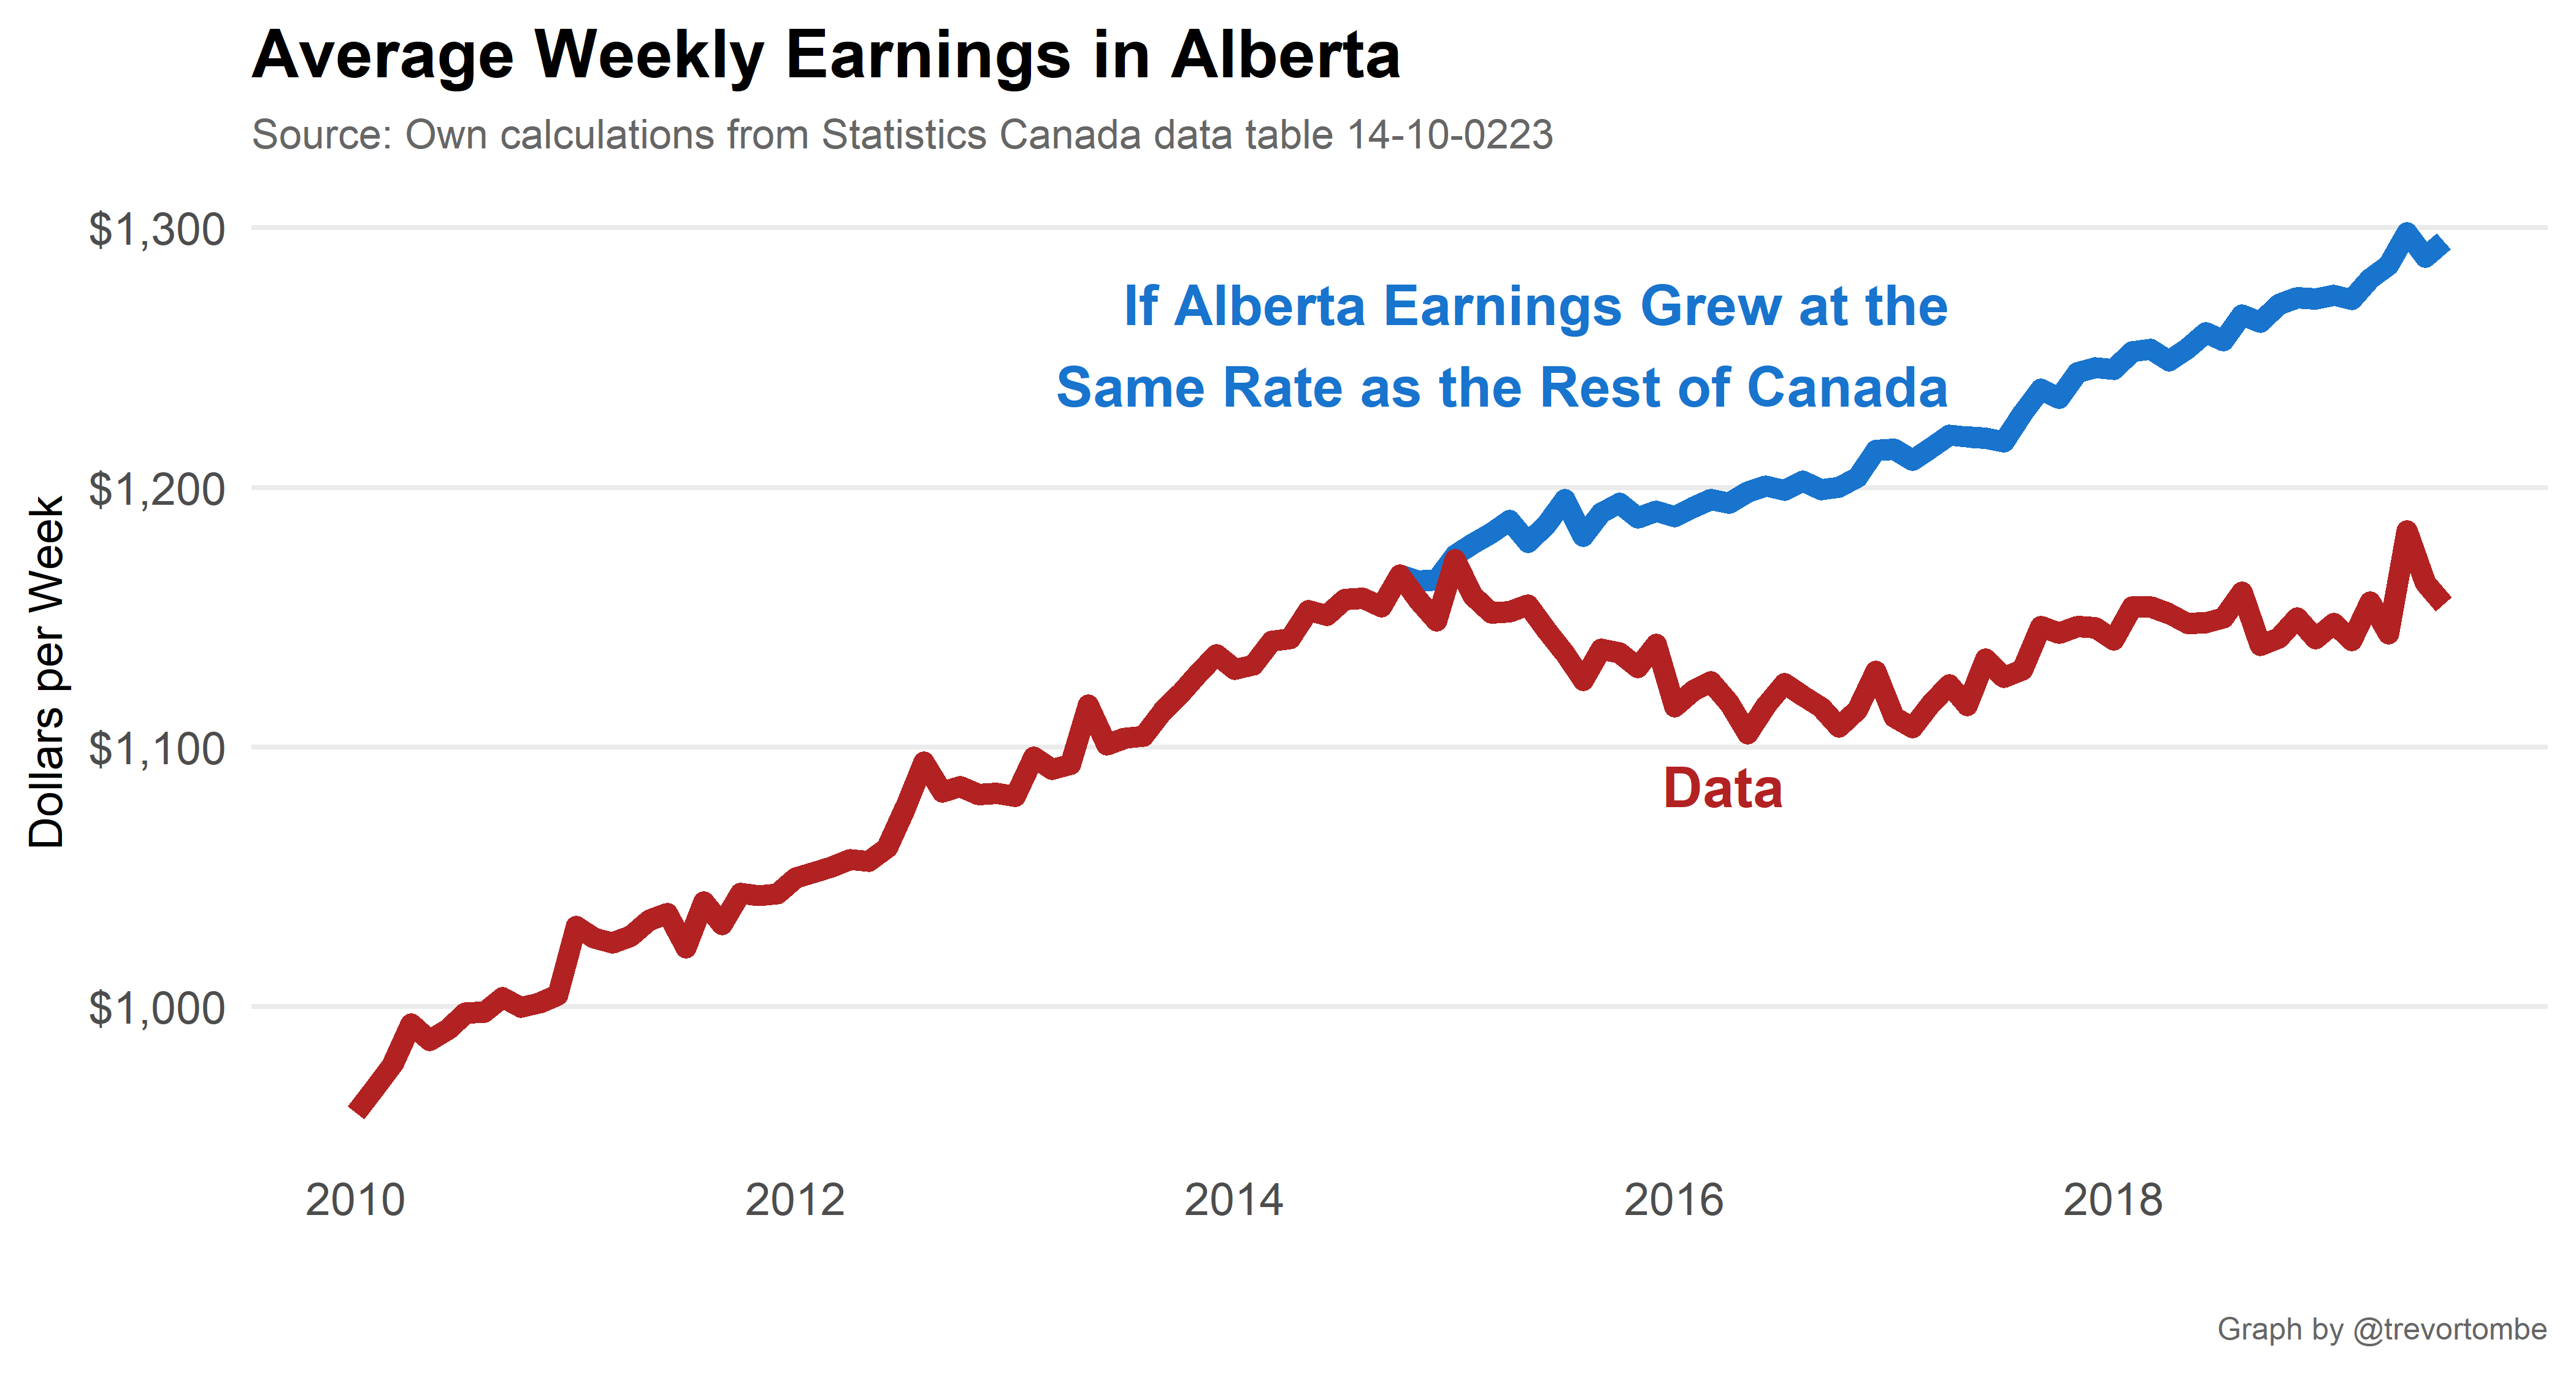 Average Weekly Earnings in Alberta
Source: Own calculations from Statistics Canada data table 14-10-0223
Dollars per Week
$1,300
$1,200
$1,100
$1,000
If Alberta Earnings Grew at the
Same Rate as the Rest of Canada
Data
2010
2012
2014
2016
2018
Graph by @trevortombe